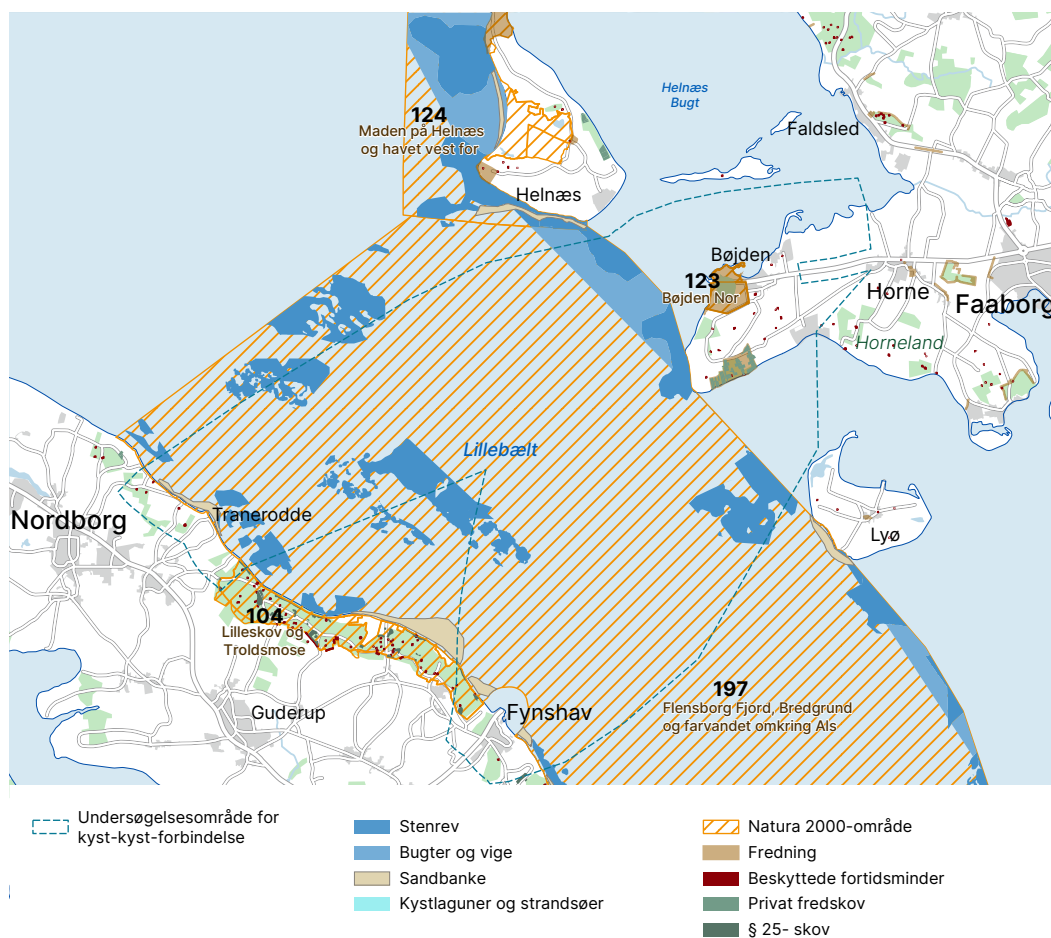 Helnæs
Bugt
124
Maden på Helnæs
og havet vest for
Faldsled
Helnæs
Bøjden
123
Bøjden Nor
Horne
Faaborg
Horneland
Lillebælt
Nordborg
Tranerodde
Lyø
104
Lilleskov og
Troldsmose
197
Flensborg Fjord, Bredgrund
og farvandet omkring Als
Fynshav
Guderup
Undersøgelsesområde for
kyst-kyst-forbindelse
Stenrev
Bugter og vige
Sandbanke
Kystlaguner og strandsøer
Natura 2000-område
Fredning
Beskyttede fortidsminder
Privat fredskov
§ 25- skov